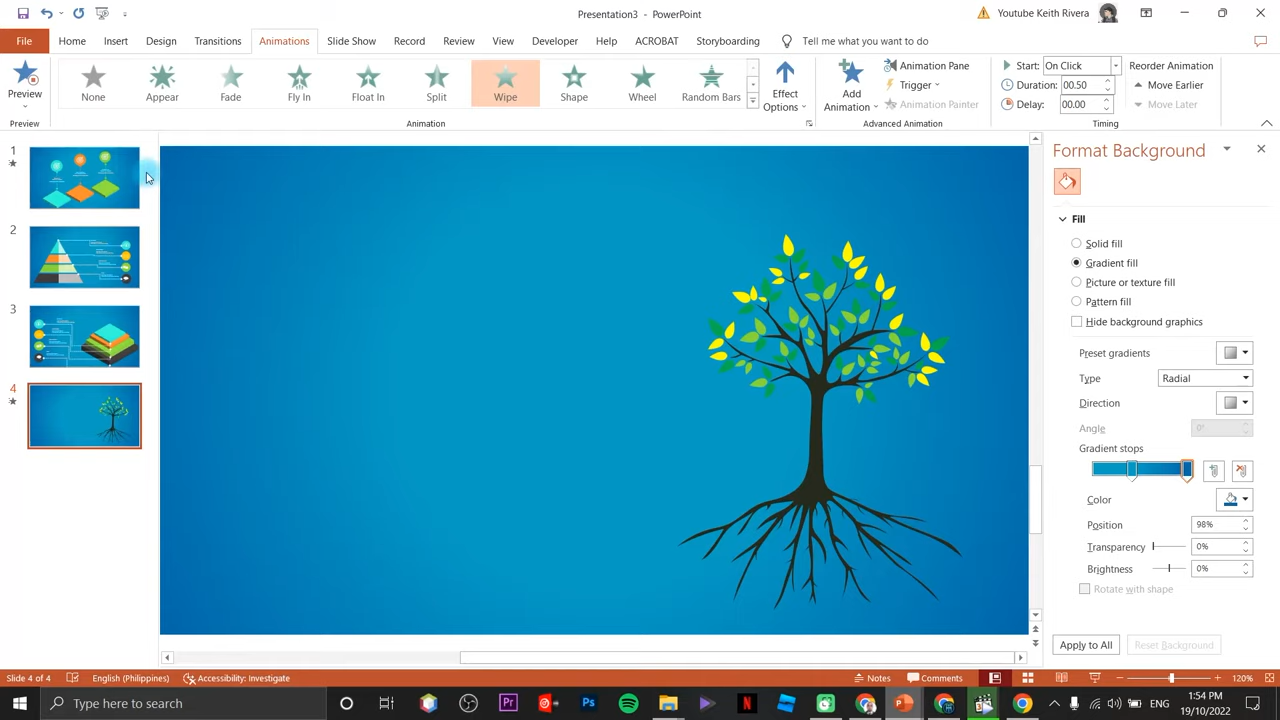 Presentation3 - PowerPoint
Youtube Keith Rivera
File Home Insert Design Transitions Animations Slide Show Record Review View Developer Help ACROBAT Storyboarding Tell me what you want to do
Preview
None Appear Fade Fly In Float In Split Wipe Shape Wheel Random Bars
Effect Options
Add Animation
Animation Pane
Trigger
Animation Painter
Start: On Click
Duration: 00.50
Delay: 00.00
Reorder Animation
Move Earlier
Move Later
Preview Animation Advanced Animation Timing
1
2
3
4
Format Background
Fill
Solid fill
Gradient fill
Picture or texture fill
Pattern fill
Hide background graphics
Preset gradients
Type Radial
Direction
Angle 0°
Gradient stops
Color
Position 98%
Transparency 0%
Brightness 0%
Rotate with shape
Apply to All Reset Background
Slide 4 of 4 English (Philippines) Accessibility: Investigate Notes Comments 120%
Type here to search
ENG
1:54 PM
19/10/2022